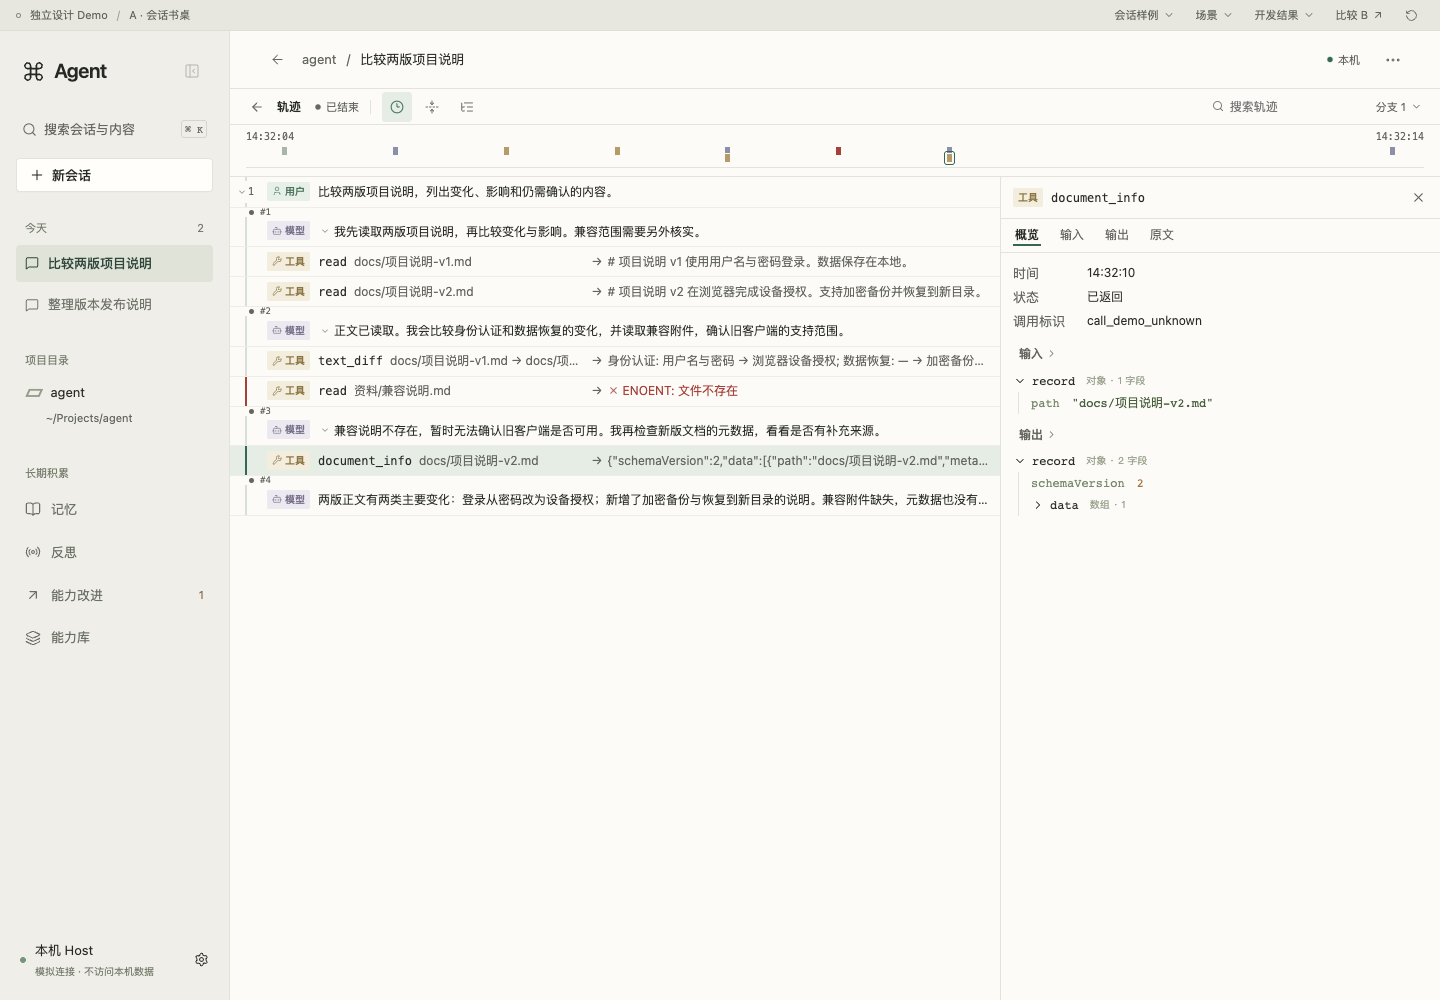 独立设计 Demo / A · 会话书桌
会话样例 场景 开发结果 比较 B
Agent
搜索会话与内容 ⌘ K
新会话
今天 2
比较两版项目说明
整理版本发布说明
项目目录
agent
~/Projects/agent
长期积累
记忆
反思
能力改进 1
能力库
本机 Host
模拟连接 · 不访问本机数据
agent / 比较两版项目说明
本机
轨迹 已结束
搜索轨迹 分支 1
14:32:04 14:32:14
1 用户 比较两版项目说明，列出变化、影响和仍需确认的内容。
#1
模型 我先读取两版项目说明，再比较变化与影响。兼容范围需要另外核实。
工具 read docs/项目说明-v1.md → # 项目说明 v1 使用用户名与密码登录。数据保存在本地。
工具 read docs/项目说明-v2.md → # 项目说明 v2 在浏览器完成设备授权。支持加密备份并恢复到新目录。
#2
模型 正文已读取。我会比较身份认证和数据恢复的变化，并读取兼容附件，确认旧客户端的支持范围。
工具 text_diff docs/项目说明-v1.md → docs/项... → 身份认证: 用户名与密码 → 浏览器设备授权; 数据恢复: — → 加密备份...
工具 read 资料/兼容说明.md → × ENOENT: 文件不存在
#3
模型 兼容说明不存在，暂时无法确认旧客户端是否可用。我再检查新版文档的元数据，看看是否有补充来源。
工具 document_info docs/项目说明-v2.md → {"schemaVersion":2,"data":[{"path":"docs/项目说明-v2.md","meta...
#4
模型 两版正文有两类主要变化：登录从密码改为设备授权；新增了加密备份与恢复到新目录的说明。兼容附件缺失，元数据也没有...
工具 document_info
概览 输入 输出 原文
时间 14:32:10
状态 已返回
调用标识 call_demo_unknown
输入
record 对象 · 1 字段
path "docs/项目说明-v2.md"
输出
record 对象 · 2 字段
schemaVersion 2
data 数组 · 1